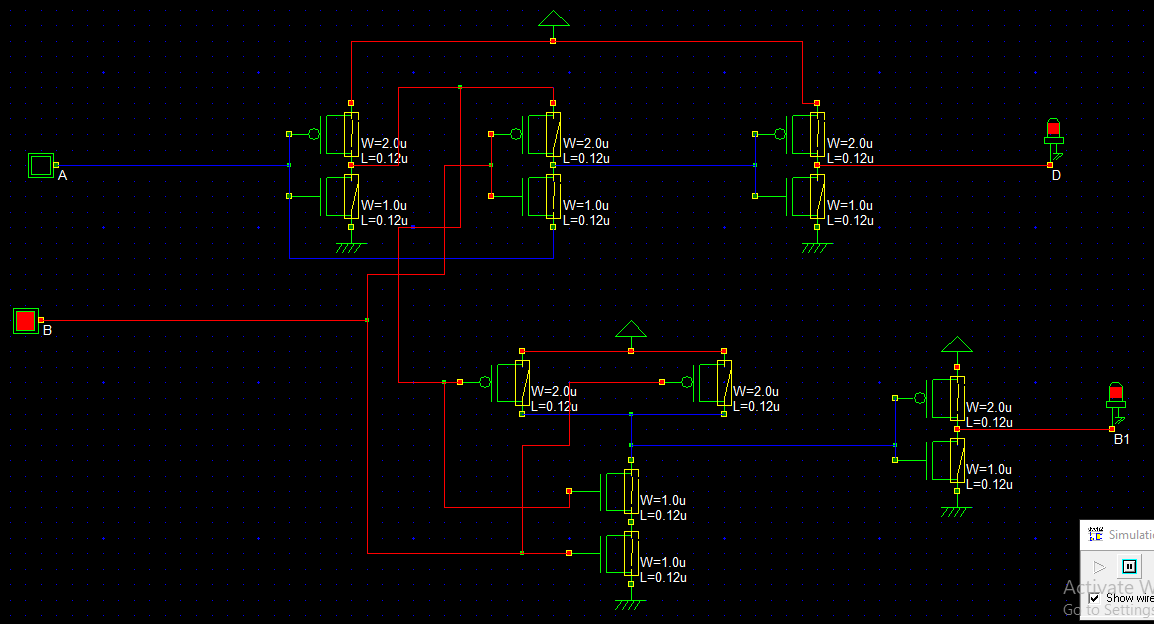 W=2.0u
L=0.12u
W=2.0u
L=0.12u
W=2.0u
L=0.12u
A
D
W=1.0u
L=0.12u
W=1.0u
L=0.12u
W=1.0u
L=0.12u
B
W=2.0u
L=0.12u
W=2.0u
L=0.12u
W=2.0u
L=0.12u
B1
W=1.0u
L=0.12u
W=1.0u
L=0.12u
W=1.0u
L=0.12u
Simulati
Activate W
Show wire
Go to Settings